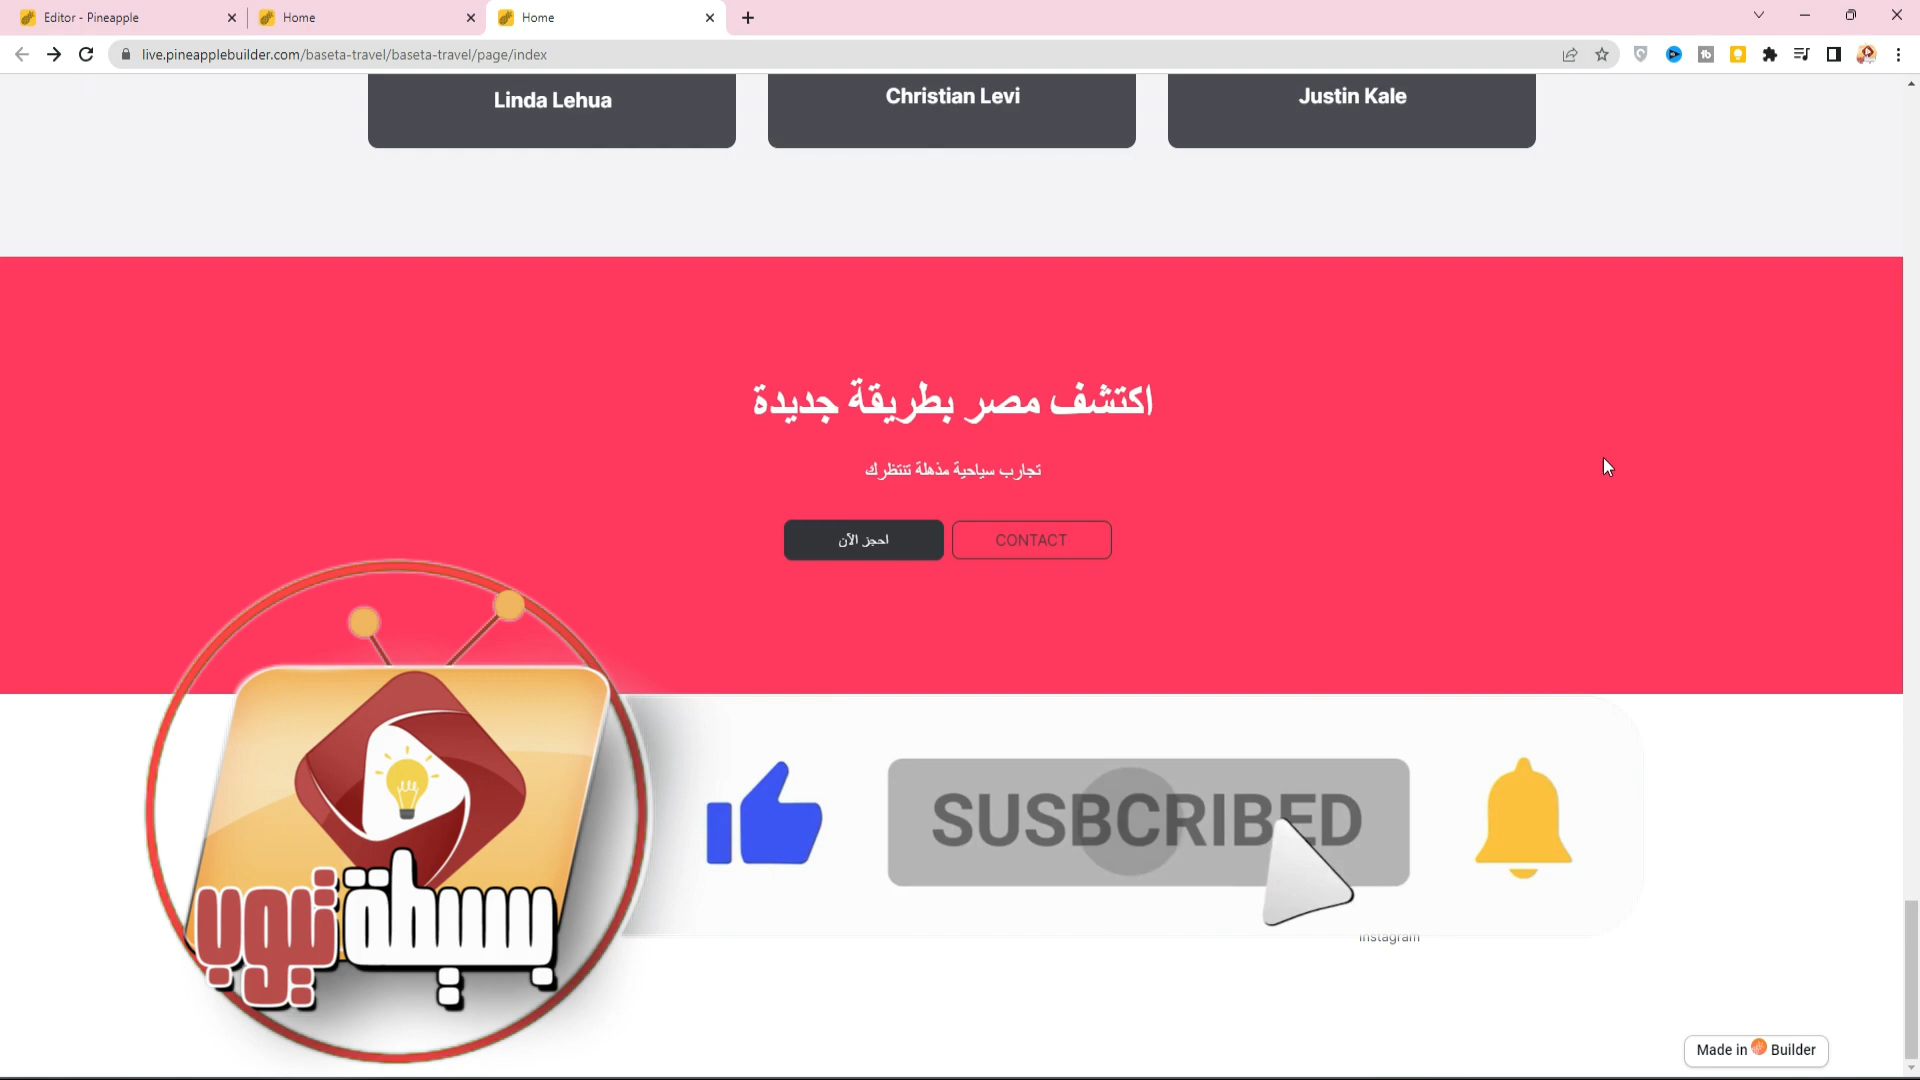 Editor - Pineapple
Home
Home
live.pineapplebuilder.com/baseta-travel/baseta-travel/page/index
Linda Lehua
Christian Levi
Justin Kale
اكتشف مصر بطريقة جديدة
تجارب سياحية مذهلة تنتظرك
احجز الآن
CONTACT
SUSBCRIBED
بسيطة تيوب
Instagram
Made in Builder